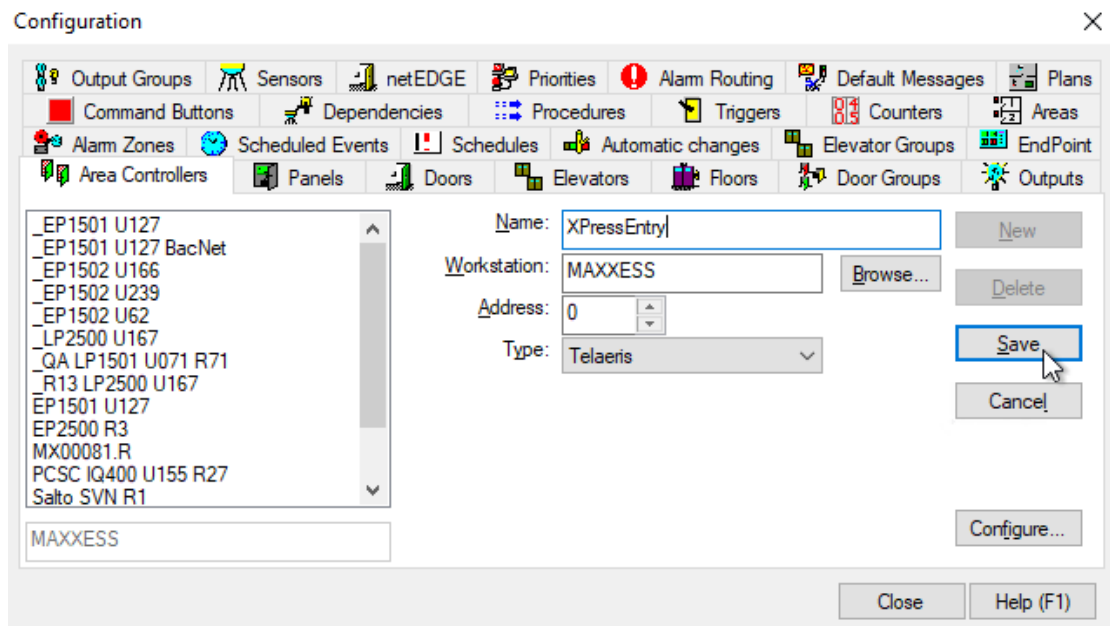 Configuration
Output Groups Sensors netEDGE Priorities Alarm Routing Default Messages Plans
Command Buttons Dependencies Procedures Triggers Counters Areas
Alarm Zones Scheduled Events Schedules Automatic changes Elevator Groups EndPoint
Area Controllers Panels Doors Elevators Floors Door Groups Outputs
_EP1501 U127
_EP1501 U127 BacNet
_EP1502 U166
_EP1502 U239
_EP1502 U62
_LP2500 U167
_QA LP1501 U071 R71
_R13 LP2500 U167
EP1501 U127
EP2500 R3
MX00081.R
PCSC IQ400 U155 R27
Salto SVN R1
MAXXESS
Name: XPressEntry
Workstation: MAXXESS Browse...
Address: 0
Type: Telaeris
New
Delete
Save
Cancel
Configure...
Close Help (F1)